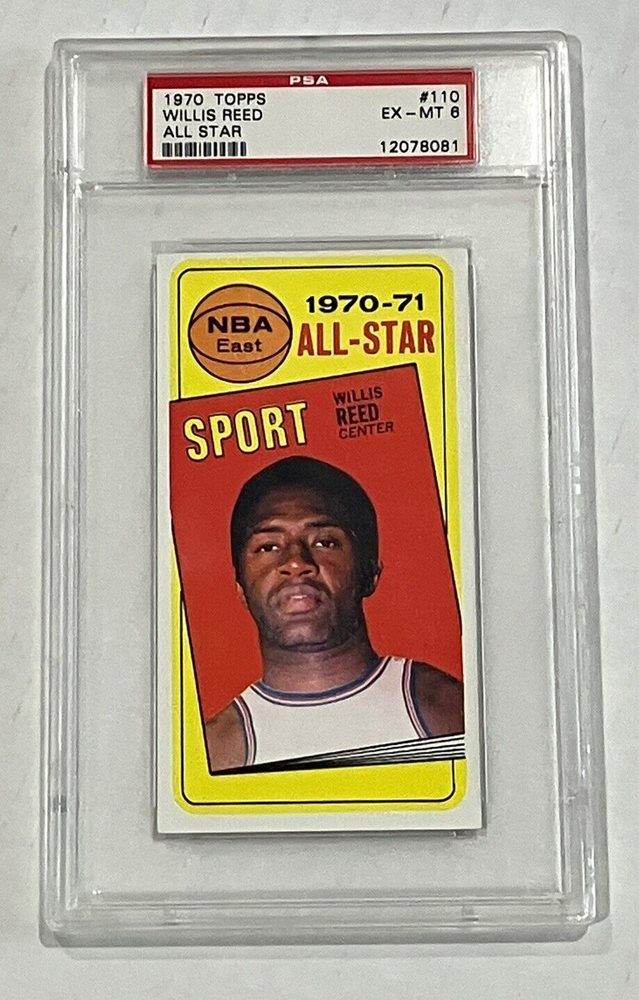 PSA
1970 TOPPS #110
WILLIS REED EX-MT 6
ALL STAR
12078081
NBA
East
1970-71
ALL-STAR
SPORT
WILLIS
REED
CENTER